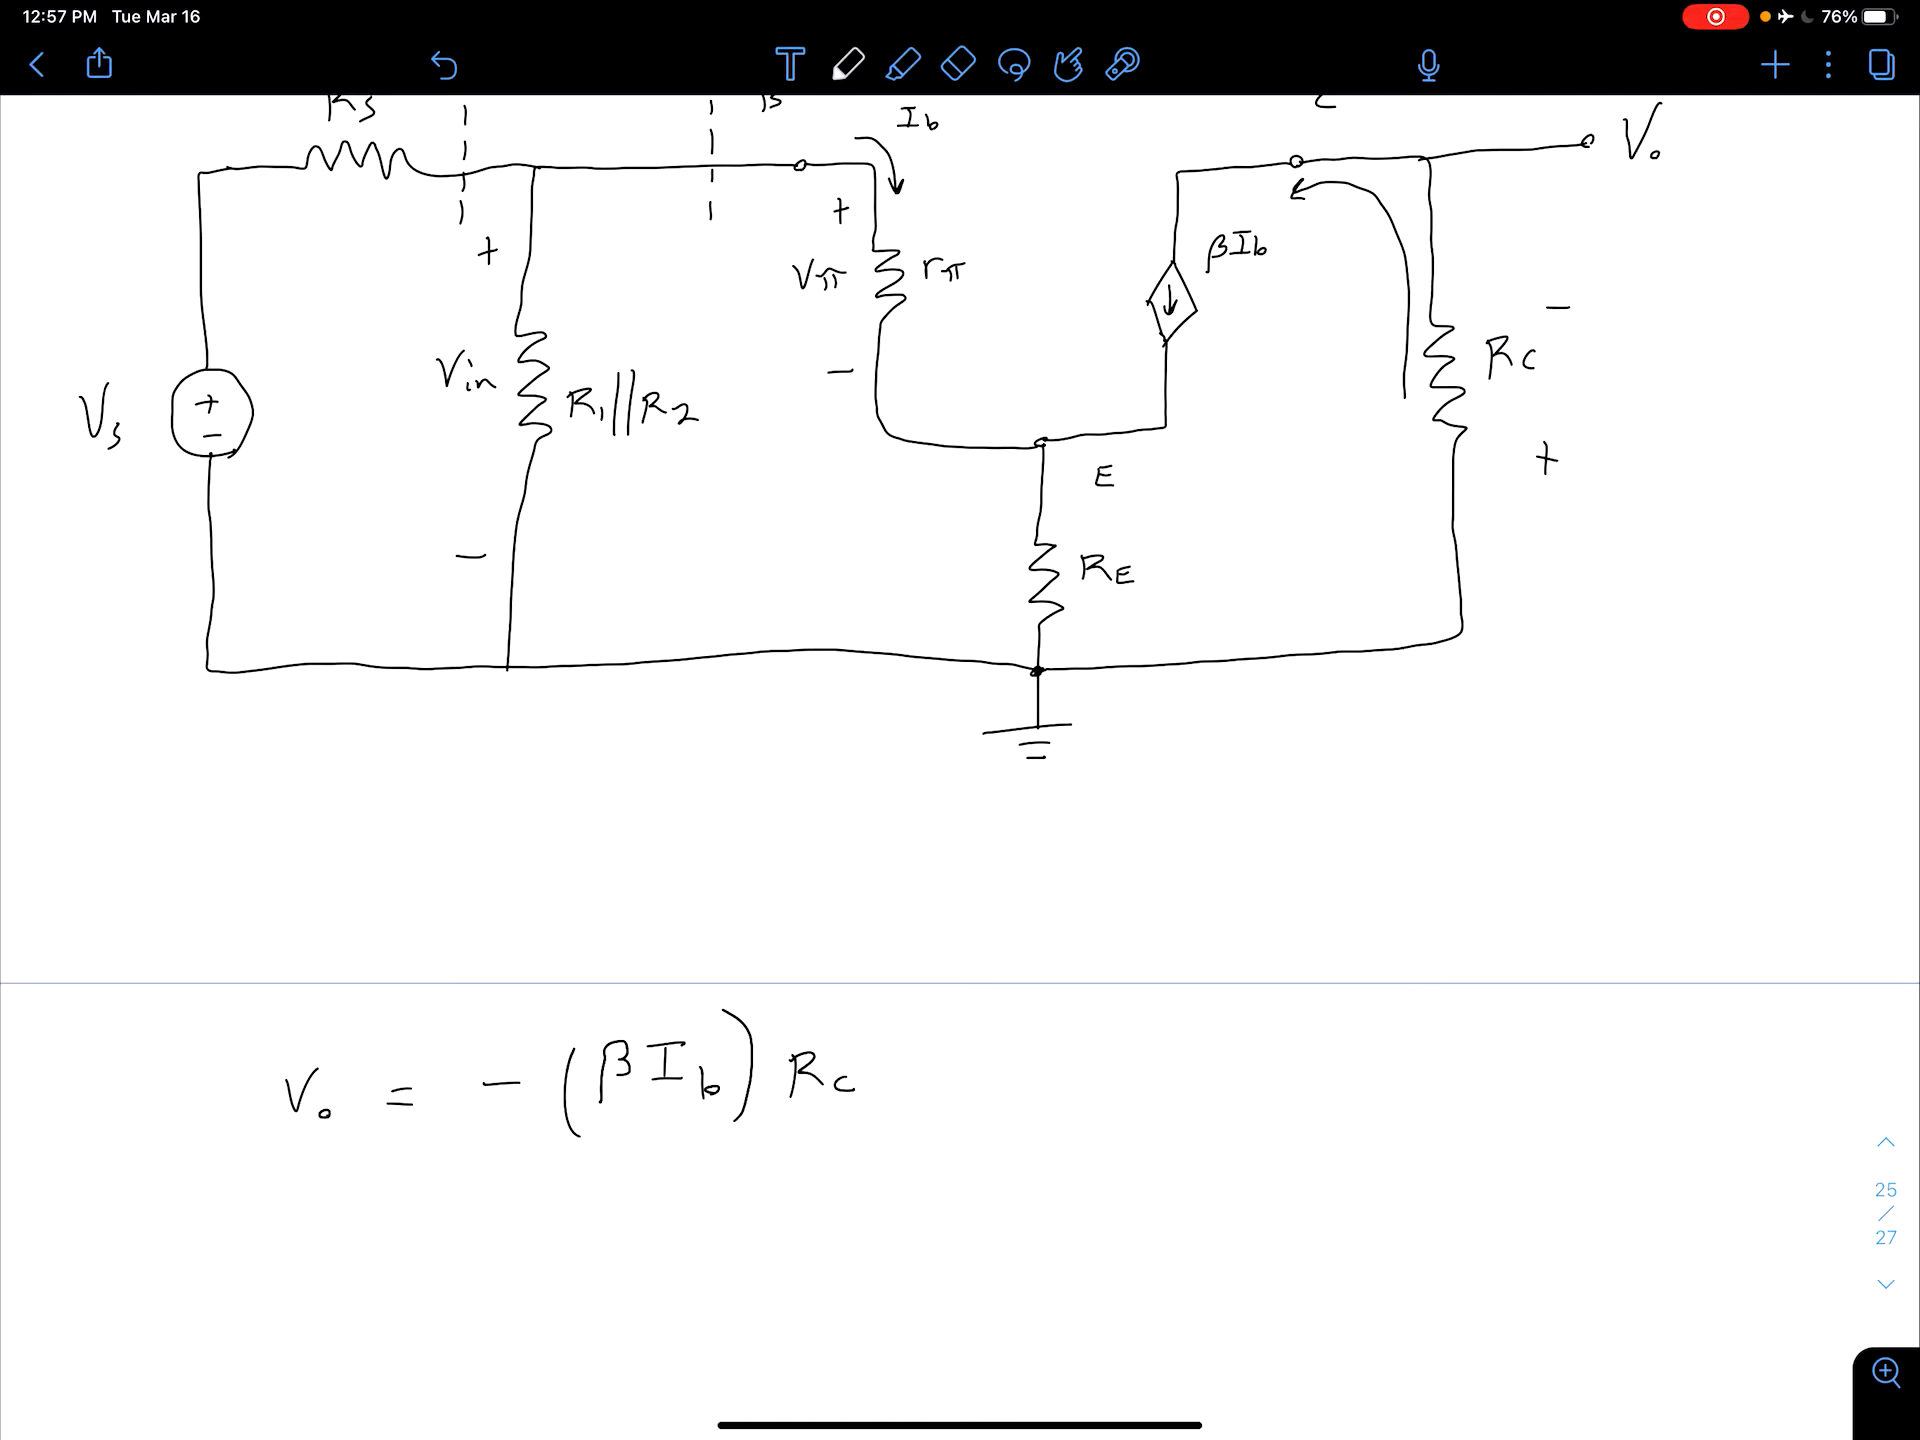 12:57 PM Tue Mar 16 76%
T
Rs B Ib C Vo
+ +
Vπ rπ βIb
Vin R1||R2 − RC −
Vs + − E +
− RE
Vo = − (βIb) Rc
25
/
27